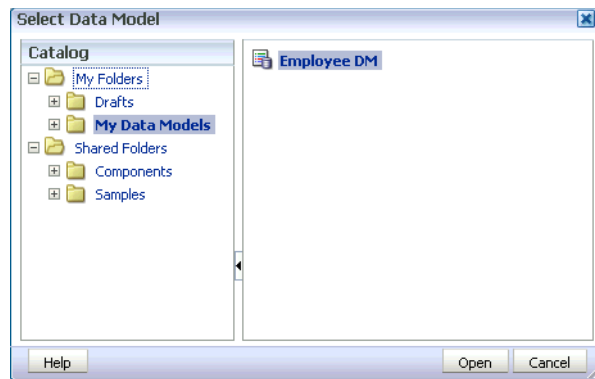 Select Data Model
Catalog
My Folders
Drafts
My Data Models
Shared Folders
Components
Samples
Employee DM
Help
Open
Cancel